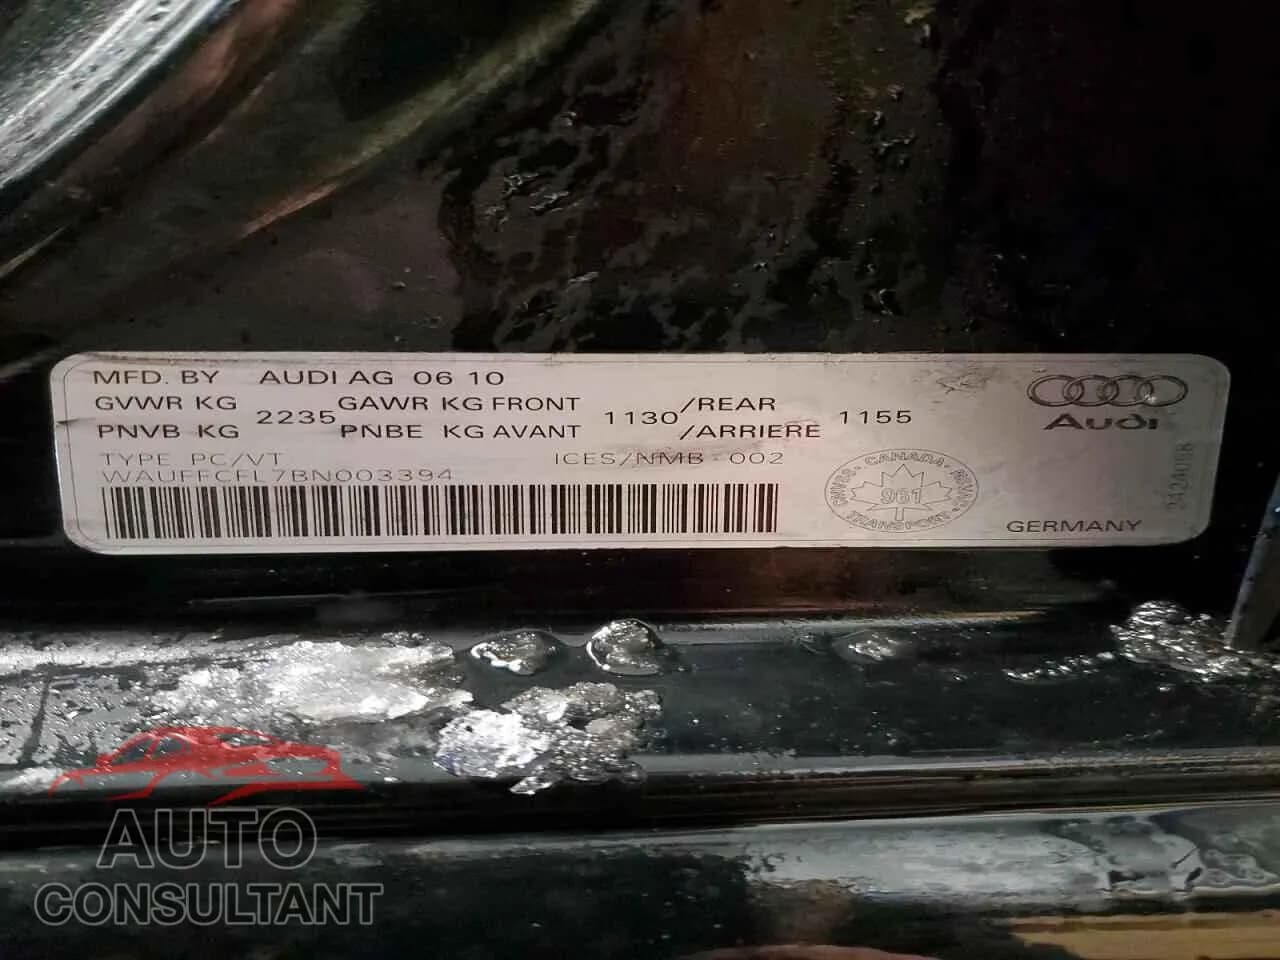 MFD. BY AUDI AG 06 10
GVWR KG 2235 GAWR KG FRONT 1130 /REAR 1155
PNVB KG PNBE KG AVANT /ARRIERE
TYPE PC/VT ICES/NMB 002
WAUFFCFL7BN003394
CANADA
961
TRANSPORT
Audi
GERMANY
AUTO
CONSULTANT